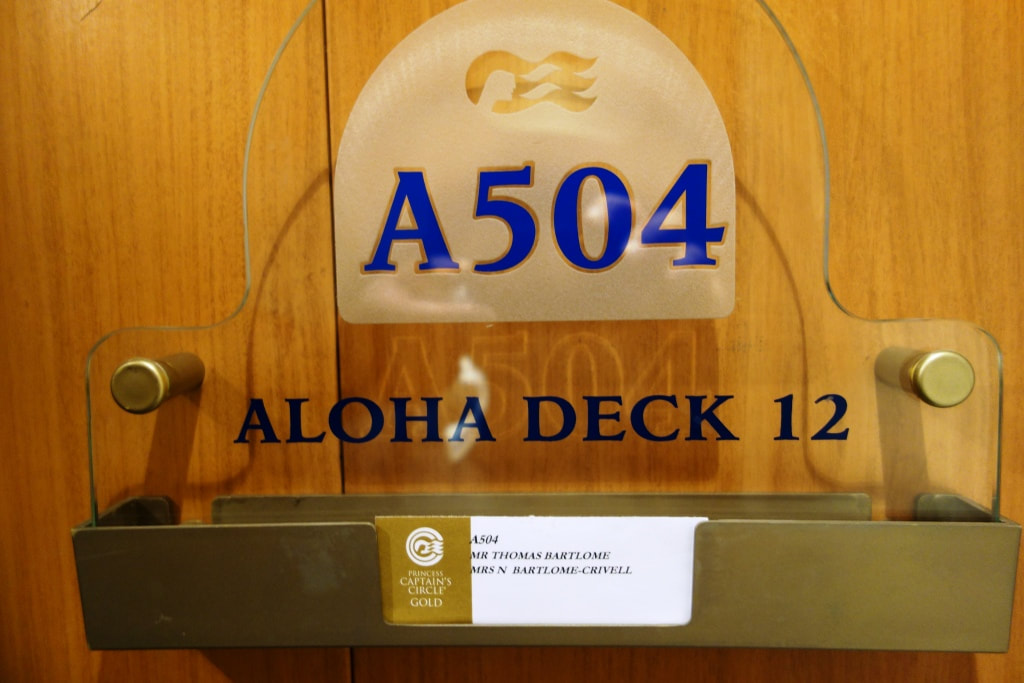 A504
ALOHA DECK 12
PRINCESS
CAPTAIN'S
CIRCLE®
GOLD
A504
MR THOMAS BARTLOME
MRS N BARTLOME-CRIVELL